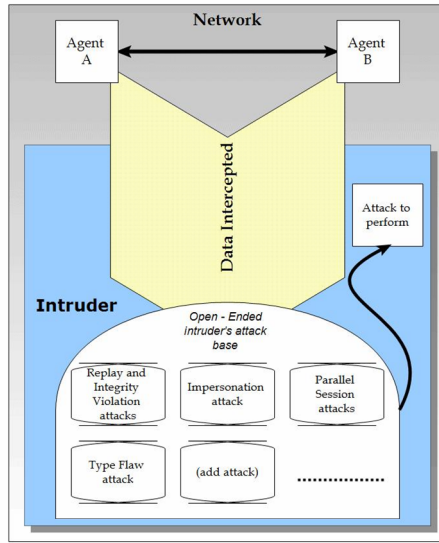 Network
Agent
A
Agent
B
Data Intercepted
Attack to
perform
Intruder
Open - Ended
intruder's attack
base
Replay and
Integrity
Violation
attacks
Impersonation
attack
Parallel
Session
attacks
Type Flaw
attack
(add attack)
................